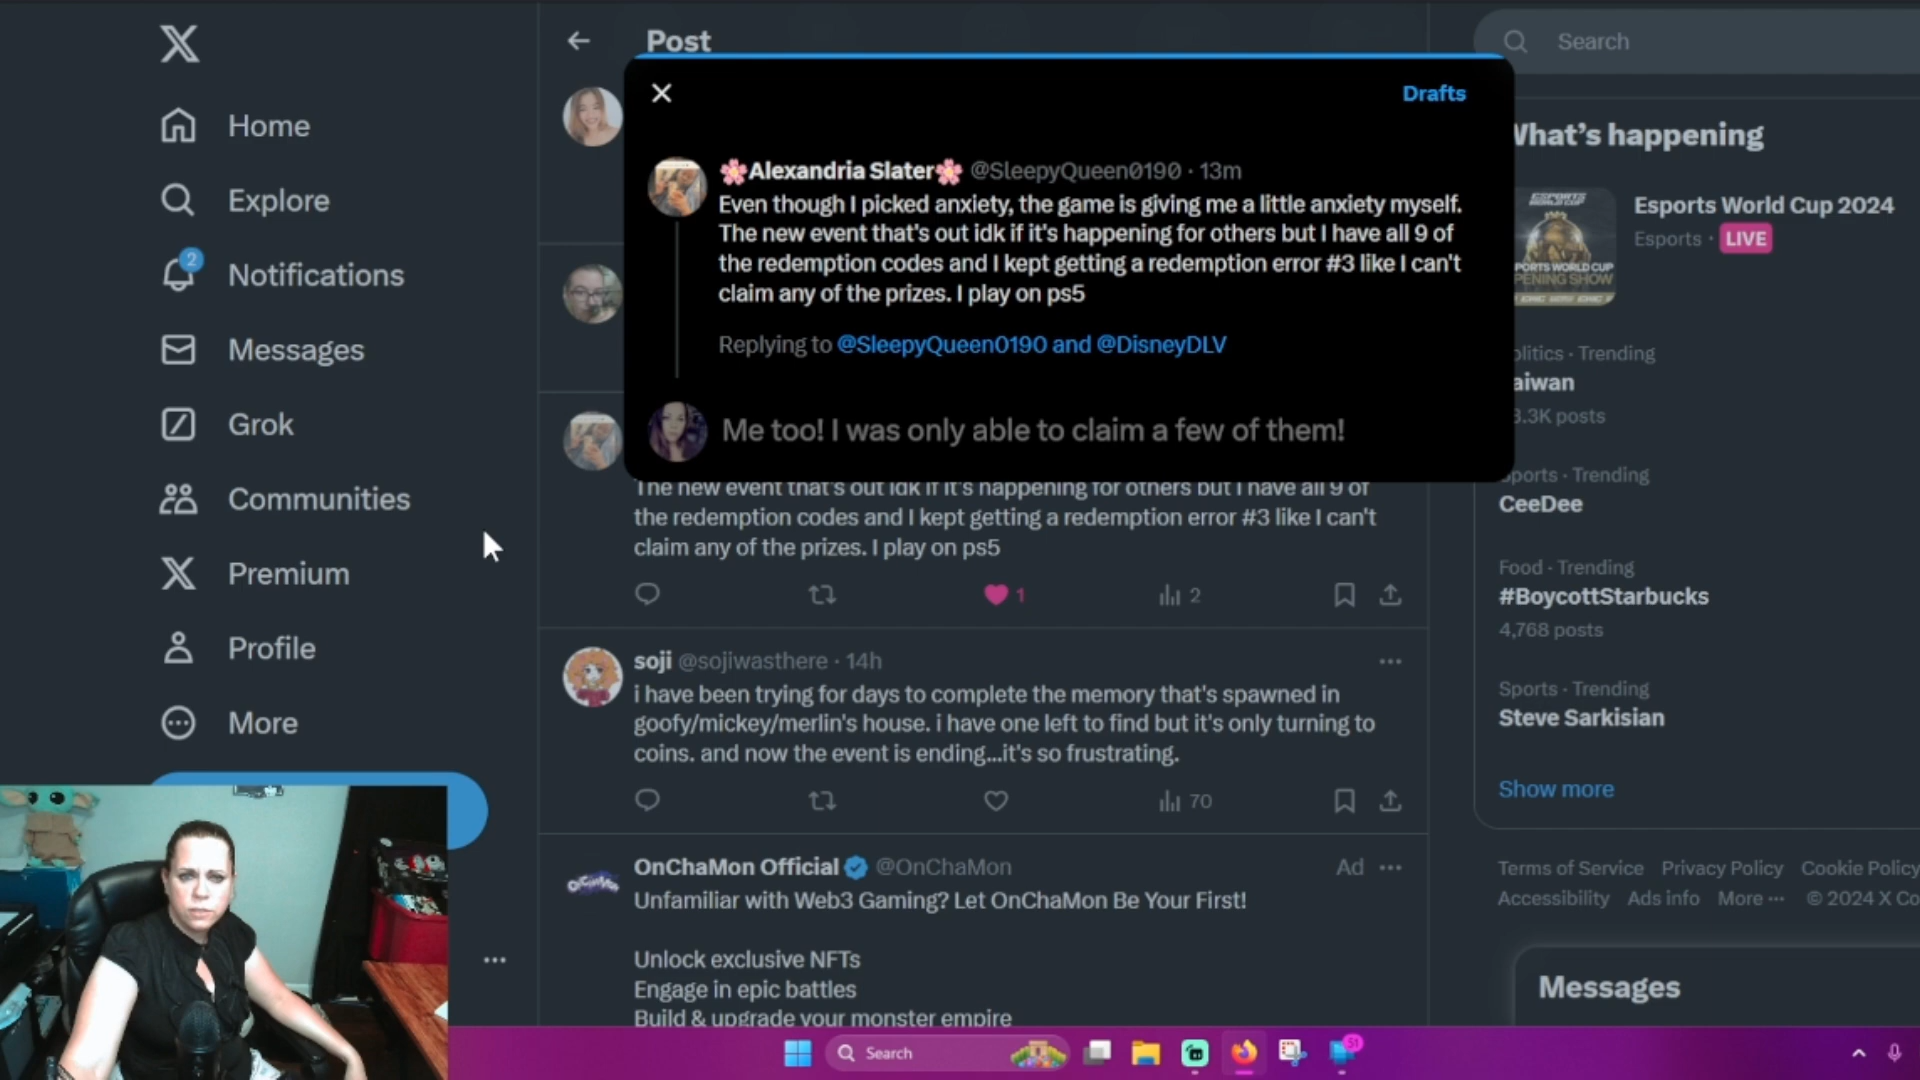 Home
Explore
2
Notifications
Messages
Grok
Communities
Premium
Profile
More
Post
Drafts
🌸Alexandria Slater🌸 @SleepyQueen0190 · 13m
Even though I picked anxiety, the game is giving me a little anxiety myself.
The new event that's out idk if it's happening for others but I have all 9 of
the redemption codes and I kept getting a redemption error #3 like I can't
claim any of the prizes. I play on ps5
Replying to @SleepyQueen0190 and @DisneyDLV
Me too! I was only able to claim a few of them!
The new event that's out idk if it's happening for others but I have all 9 of
the redemption codes and I kept getting a redemption error #3 like I can't
claim any of the prizes. I play on ps5
1
2
soji @sojiwasthere · 14h
i have been trying for days to complete the memory that's spawned in
goofy/mickey/merlin's house. i have one left to find but it's only turning to
coins. and now the event is ending...it's so frustrating.
70
OnChaMon Official @OnChaMon
Ad
Unfamiliar with Web3 Gaming? Let OnChaMon Be Your First!
Unlock exclusive NFTs
Engage in epic battles
Build & upgrade your monster empire
Search
What's happening
Esports World Cup 2024
Esports · LIVE
olitics · Trending
aiwan
3.3K posts
ports · Trending
CeeDee
Food · Trending
#BoycottStarbucks
4,768 posts
Sports · Trending
Steve Sarkisian
Show more
Terms of Service Privacy Policy Cookie Policy
Accessibility Ads info More ··· © 2024 X Co
Messages
Search
51